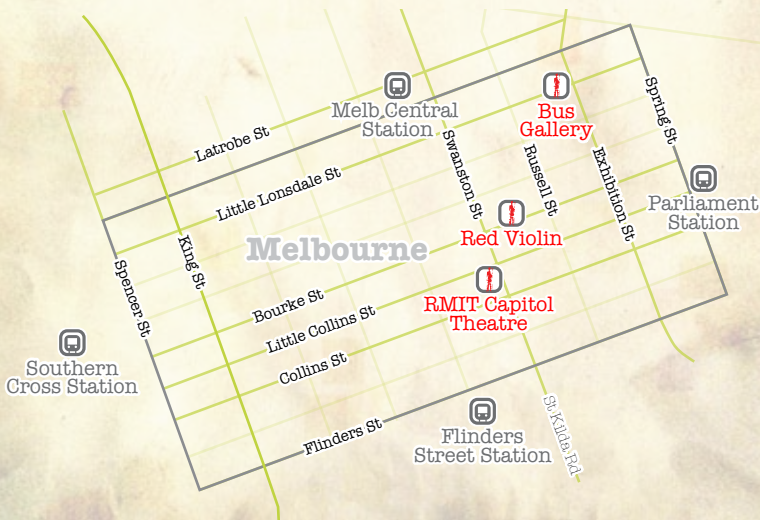 Melb Central
Station
Bus
Gallery
Spring St
Latrobe St
Little Lonsdale St
Swanston St
Russell St
Exhibition St
Parliament
Station
Red Violin
Melbourne
King St
Spencer St
Bourke St
Little Collins St
RMIT Capitol
Theatre
Collins St
Southern
Cross Station
Flinders St
Flinders
Street Station
St Kilda Rd